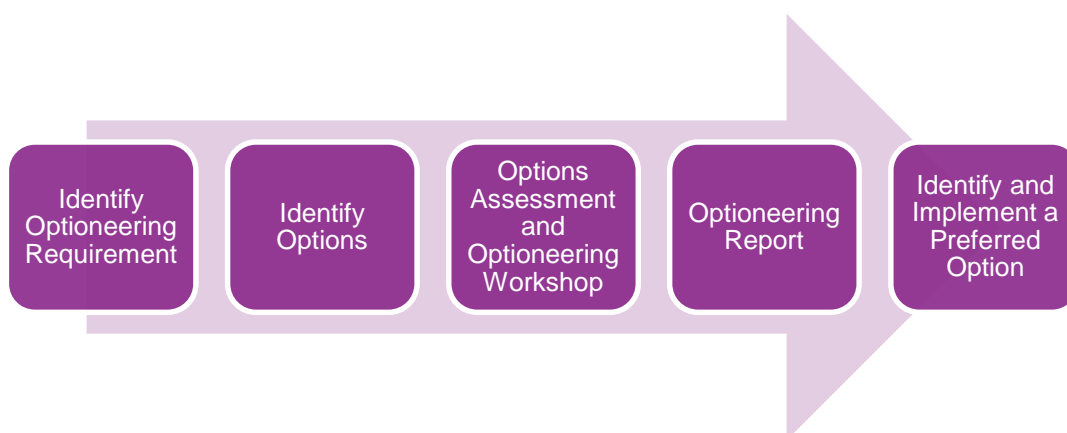 Identify
Optioneering
Requirement
Identify
Options
Options
Assessment
and
Optioneering
Workshop
Optioneering
Report
Identify and
Implement a
Preferred
Option